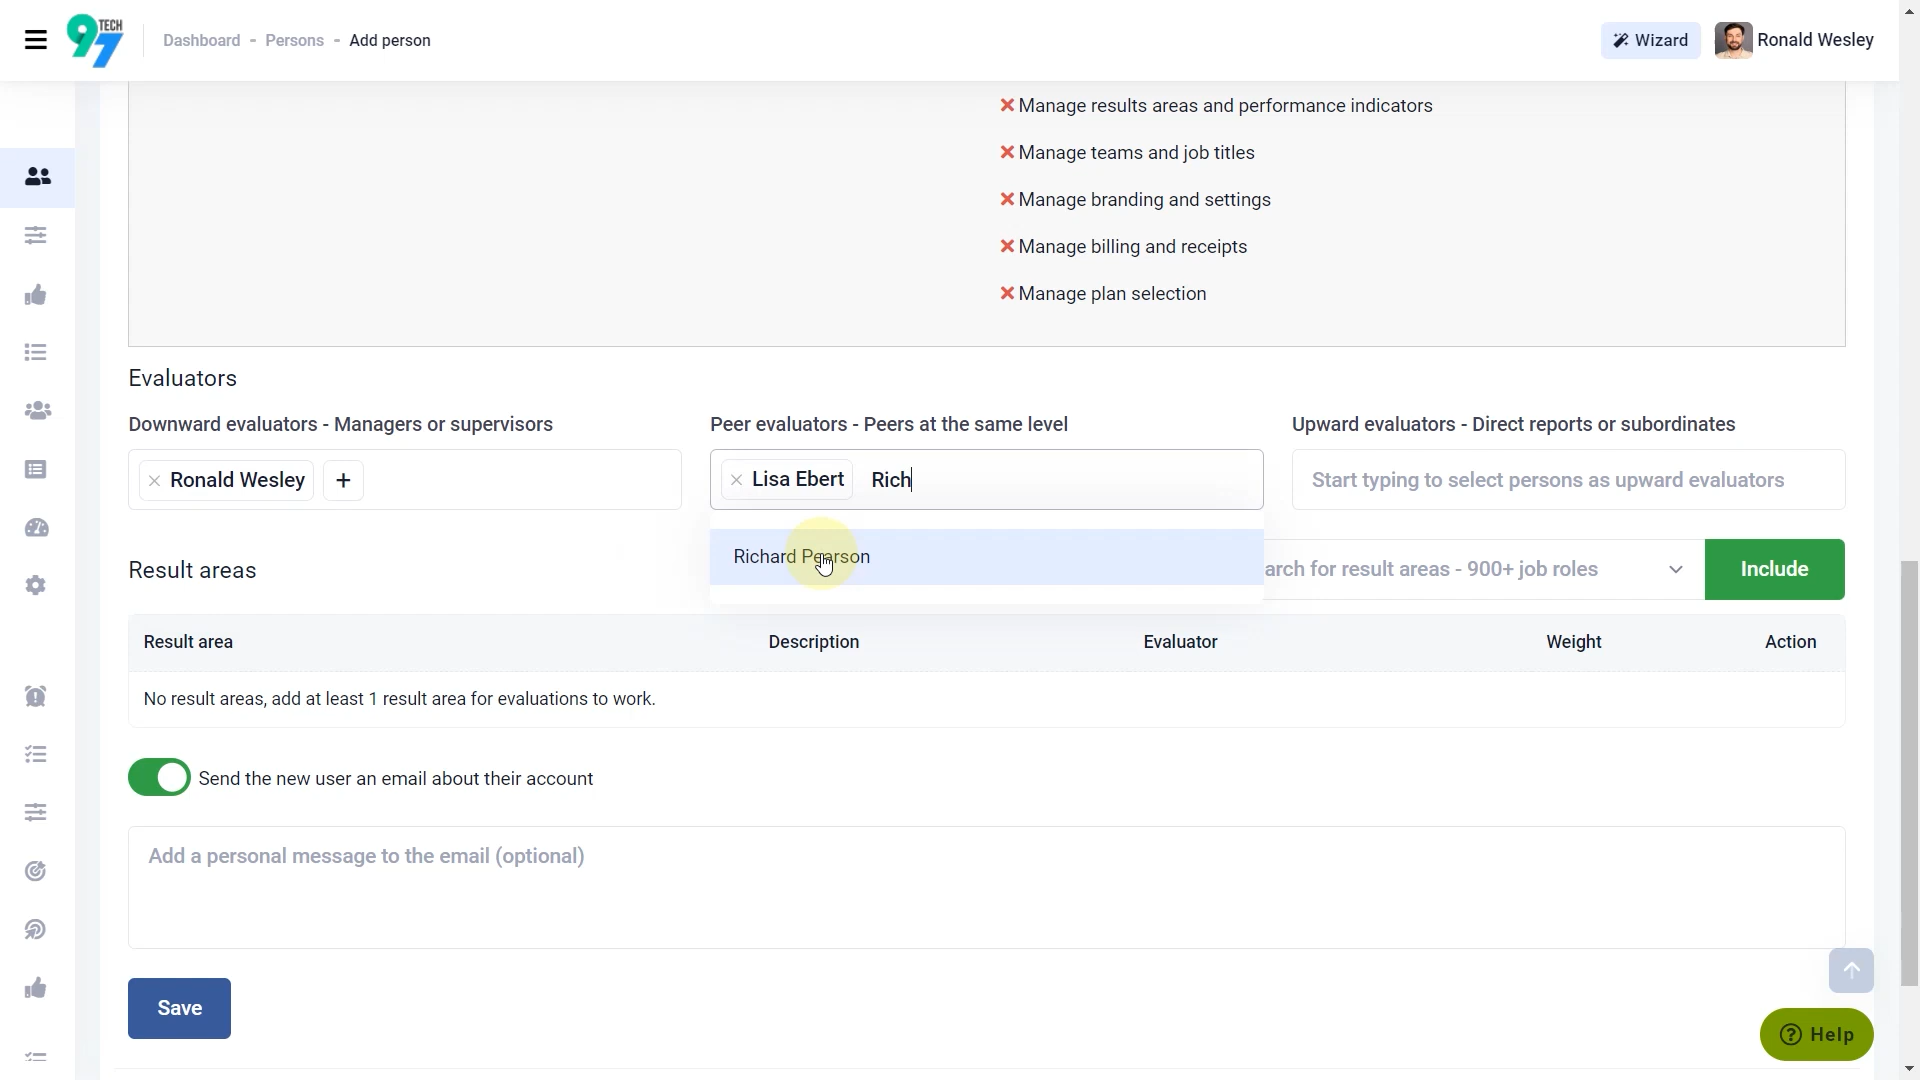 97 TECH
Dashboard - Persons - Add person
Wizard
Ronald Wesley
Manage results areas and performance indicators
Manage teams and job titles
Manage branding and settings
Manage billing and receipts
Manage plan selection
Evaluators
Downward evaluators - Managers or supervisors
Peer evaluators - Peers at the same level
Upward evaluators - Direct reports or subordinates
× Ronald Wesley +
× Lisa Ebert Rich
Start typing to select persons as upward evaluators
Richard Pearson
Result areas
arch for result areas - 900+ job roles
Include
Result area Description Evaluator Weight Action
No result areas, add at least 1 result area for evaluations to work.
Send the new user an email about their account
Add a personal message to the email (optional)
Save
Help